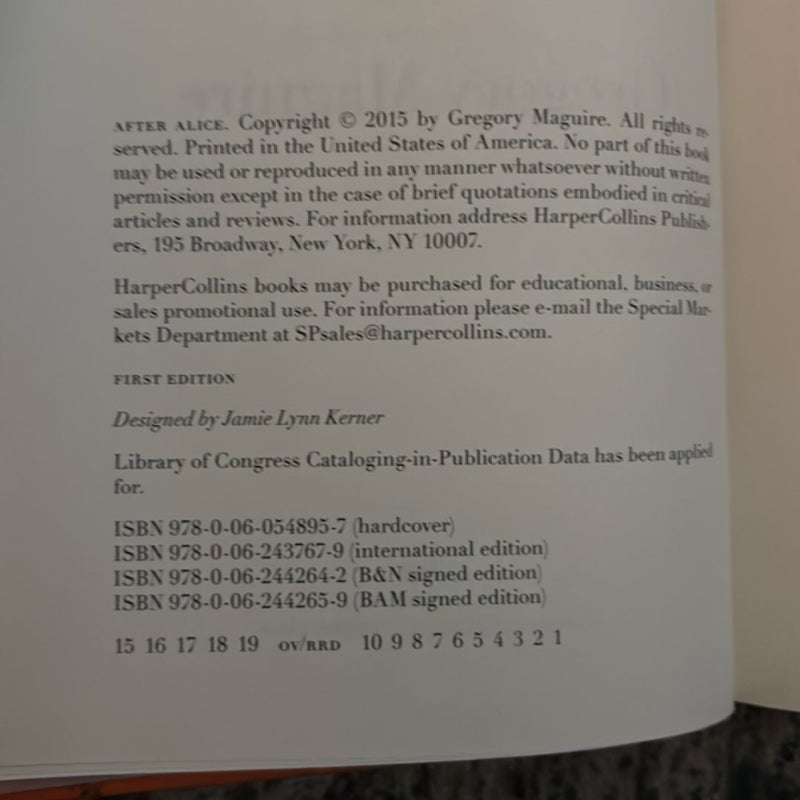 AFTER ALICE. Copyright © 2015 by Gregory Maguire. All rights re-
served. Printed in the United States of America. No part of this book
may be used or reproduced in any manner whatsoever without written
permission except in the case of brief quotations embodied in critical
articles and reviews. For information address HarperCollins Publish-
ers, 195 Broadway, New York, NY 10007.
HarperCollins books may be purchased for educational, business, or
sales promotional use. For information please e-mail the Special Mar-
kets Department at SPsales@harpercollins.com.
FIRST EDITION
Designed by Jamie Lynn Kerner
Library of Congress Cataloging-in-Publication Data has been applied
for.
ISBN 978-0-06-054895-7 (hardcover)
ISBN 978-0-06-243767-9 (international edition)
ISBN 978-0-06-244264-2 (B&N signed edition)
ISBN 978-0-06-244265-9 (BAM signed edition)
15 16 17 18 19 OV/RRD 10 9 8 7 6 5 4 3 2 1